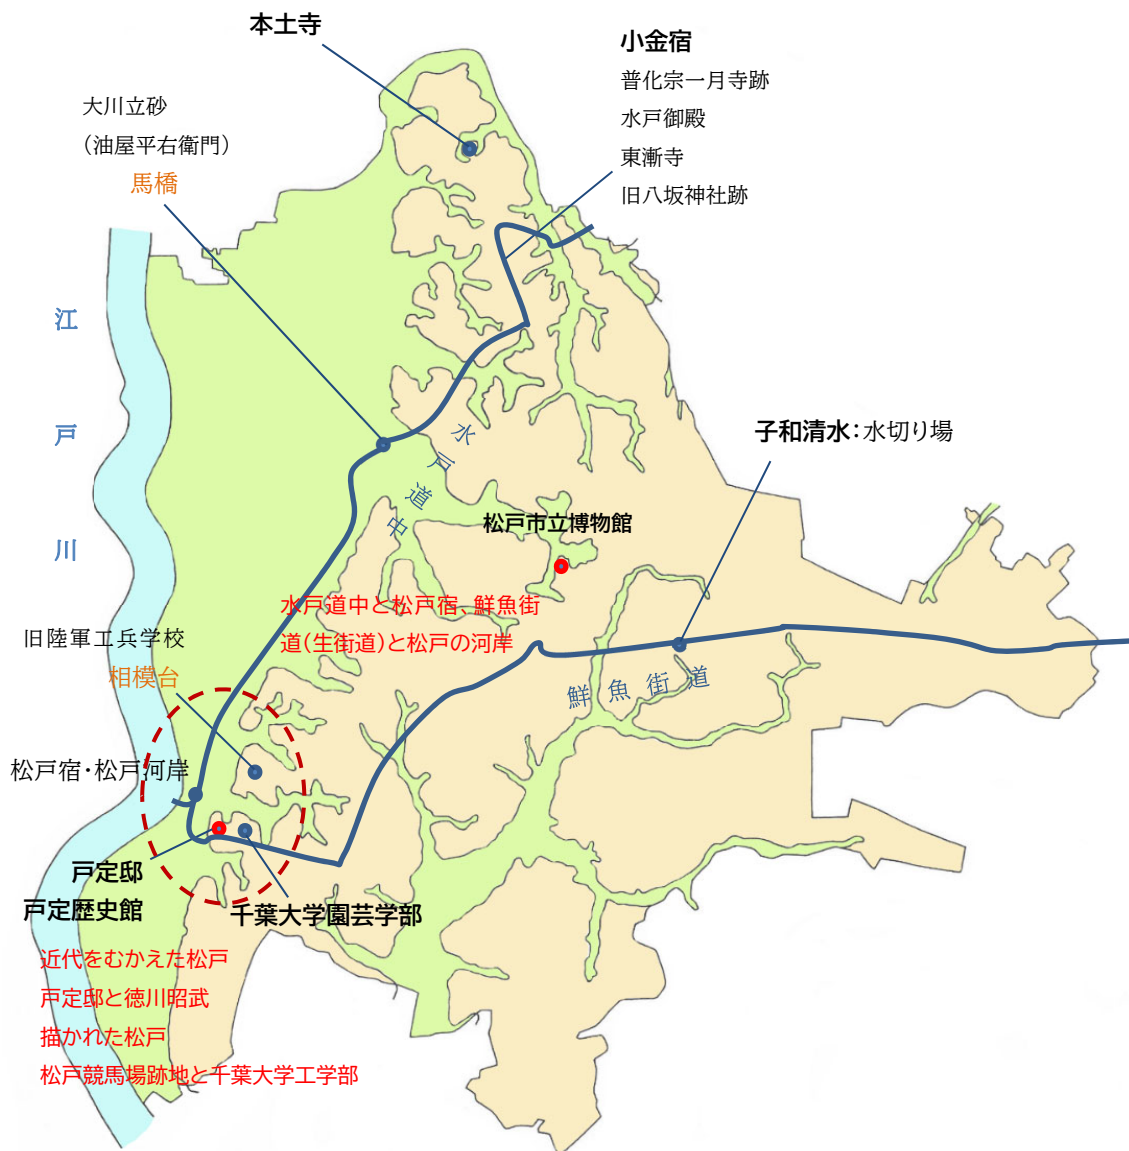 本土寺
小金宿
普化宗一月寺跡
水戸御殿
東漸寺
旧八坂神社跡
大川立砂
（油屋平右衛門）
馬橋
江戸川
水戸道中
子和清水：水切り場
松戸市立博物館
水戸道中と松戸宿、鮮魚街
道（生街道）と松戸の河岸
旧陸軍工兵学校
相模台
鮮魚街道
松戸宿・松戸河岸
戸定邸
戸定歴史館
千葉大学園芸学部
近代をむかえた松戸
戸定邸と徳川昭武
描かれた松戸
松戸競馬場跡地と千葉大学工学部